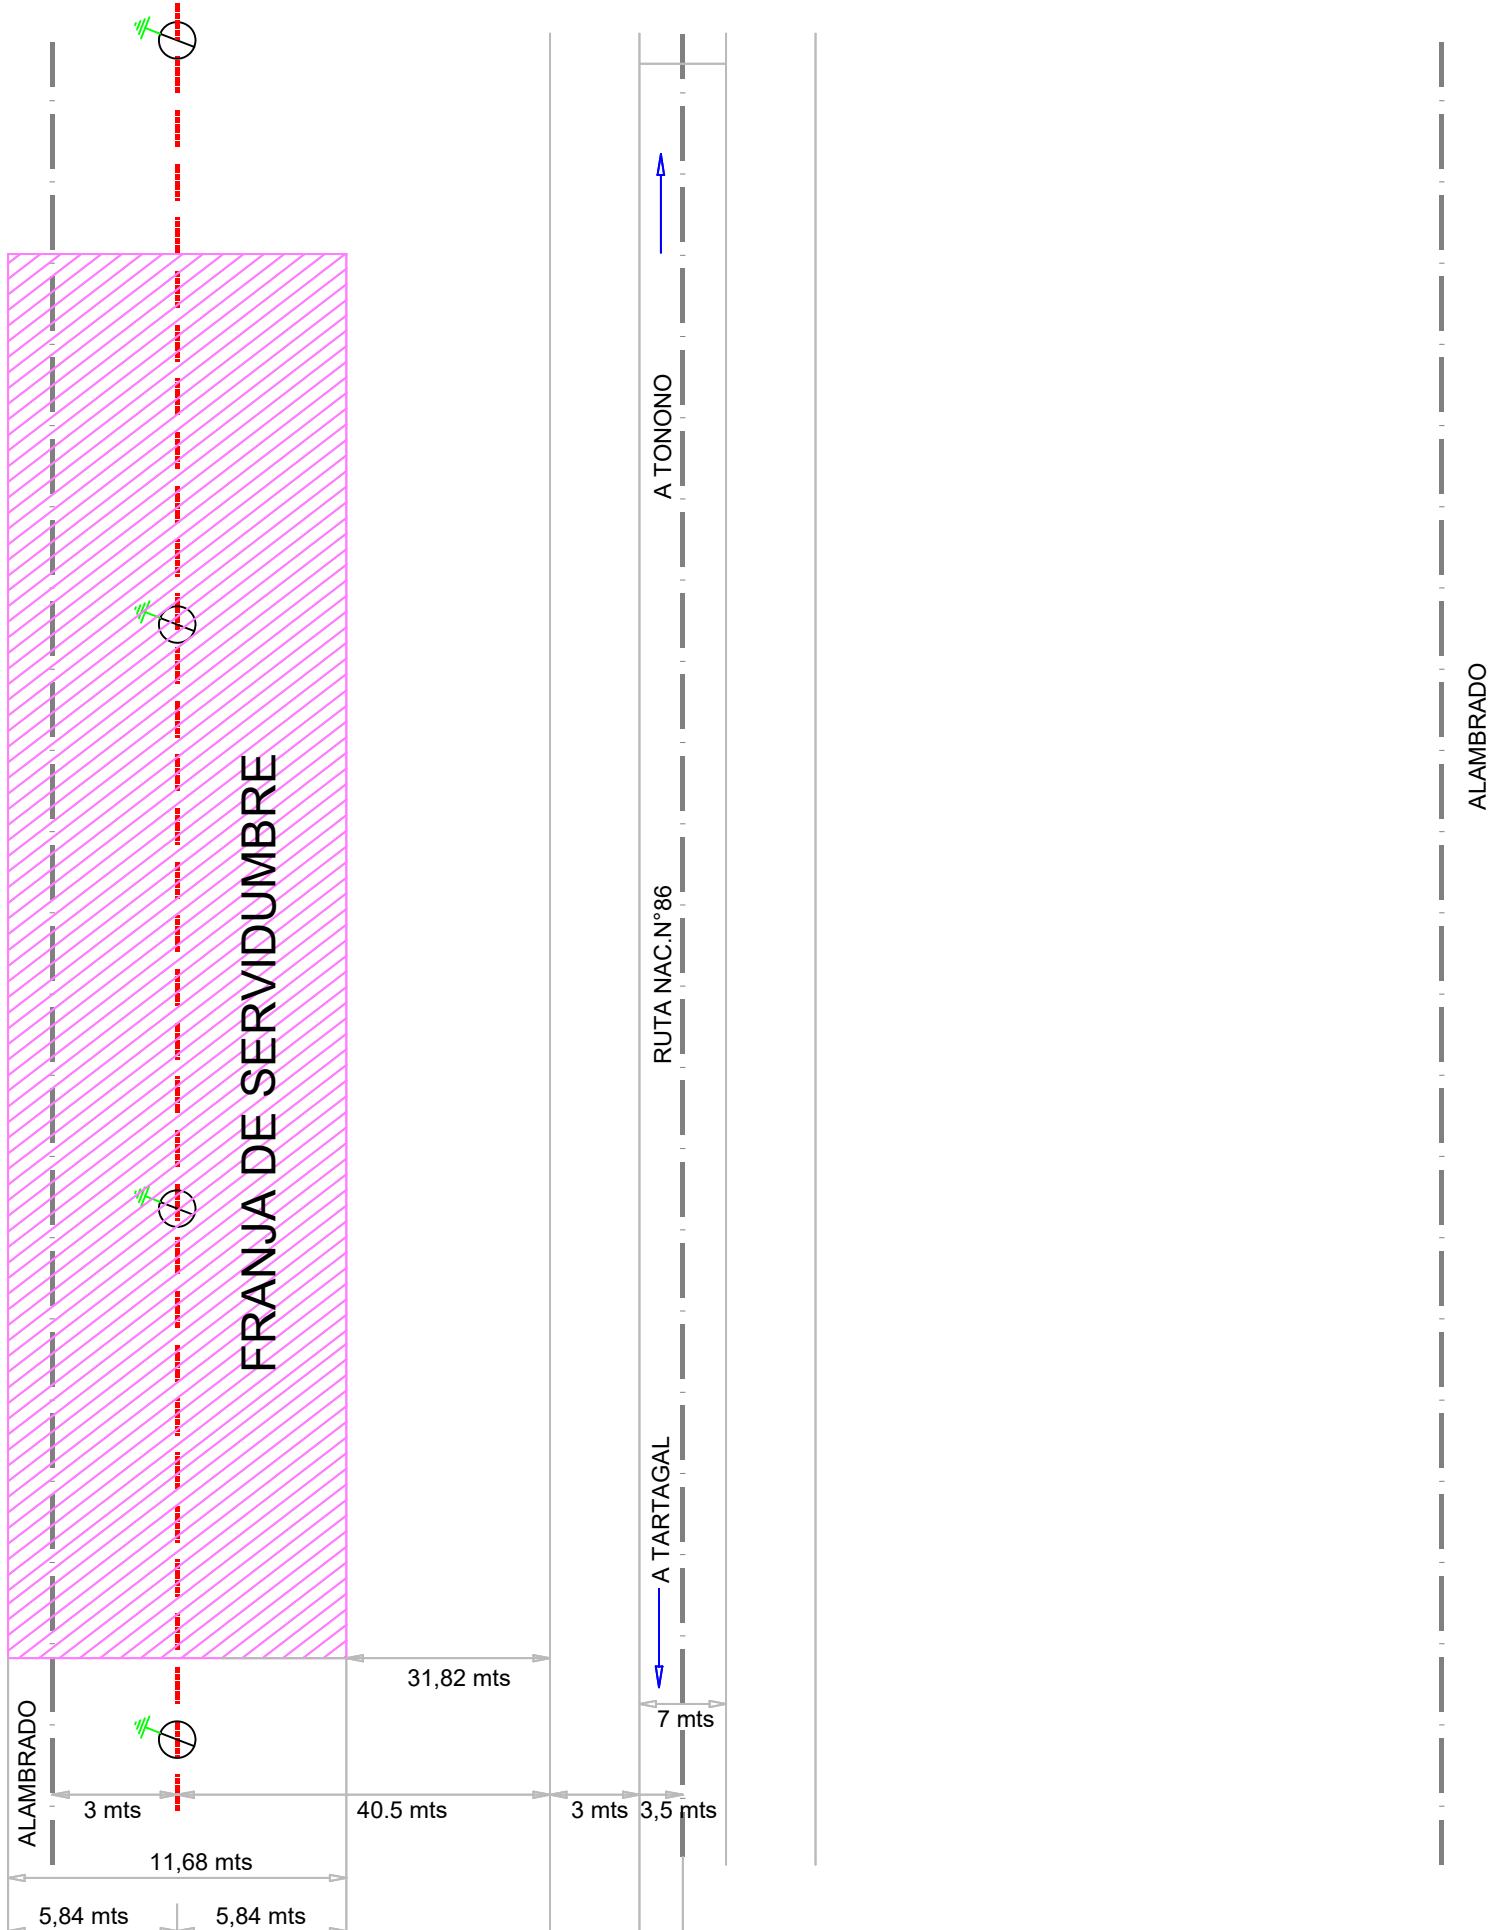 A TONONO
ALAMBRADO
FRANJA DE SERVIDUMBRE
RUTA NAC.N°86
A TARTAGAL
31,82 mts
7 mts
ALAMBRADO
3 mts
40.5 mts
3 mts
3,5 mts
11,68 mts
5,84 mts
5,84 mts